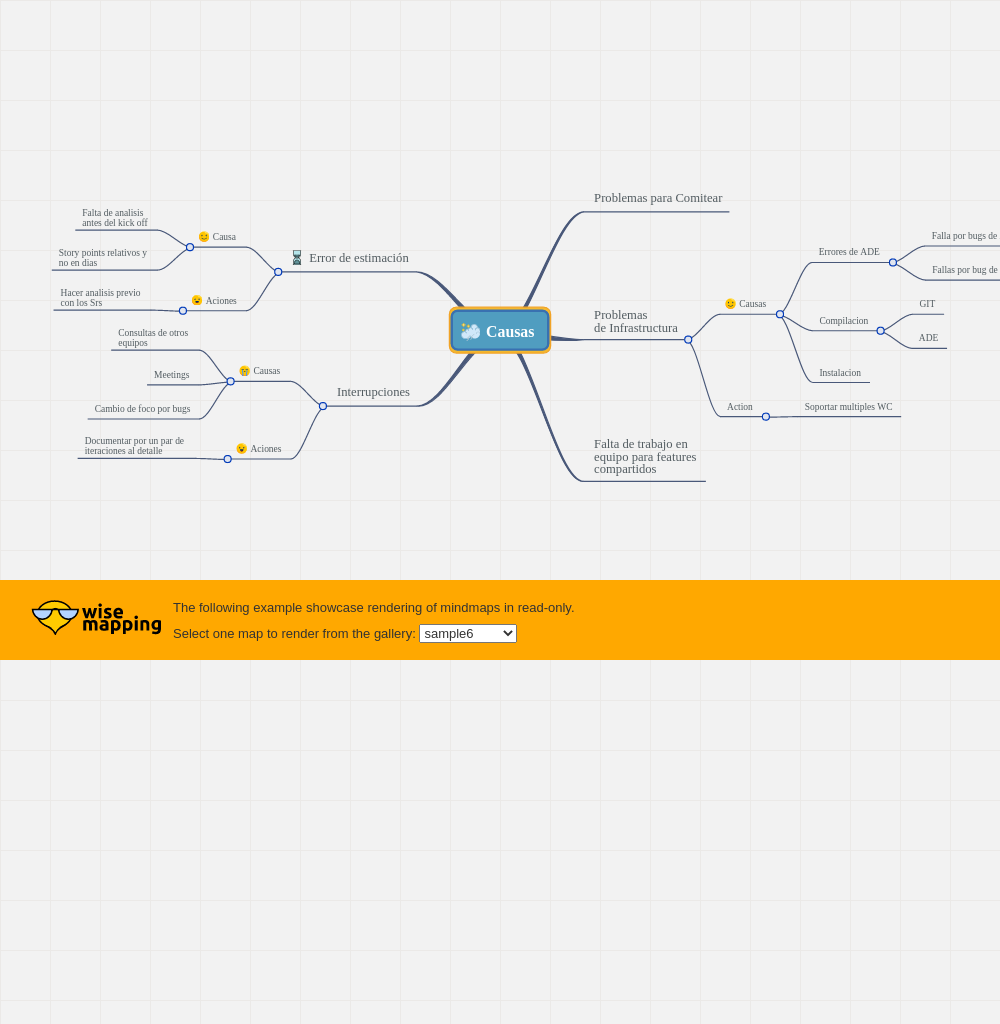 Problemas para Comitear
Falta de analisis
antes del kick off
Causa
Story points relativos y
no en dias
Error de estimación
Hacer analisis previo
con los Srs
Aciones
Causas
Consultas de otros
equipos
Causas
Meetings
Cambio de foco por bugs
Interrupciones
Documentar por un par de
iteraciones al detalle
Aciones
Problemas
de Infrastructura
Causas
Errores de ADE
Falla por bugs de
Fallas por bug de
Compilacion
GIT
ADE
Instalacion
Action
Soportar multiples WC
Falta de trabajo en
equipo para features
compartidos
wise
mapping
The following example showcase rendering of mindmaps in read-only.
Select one map to render from the gallery: sample6